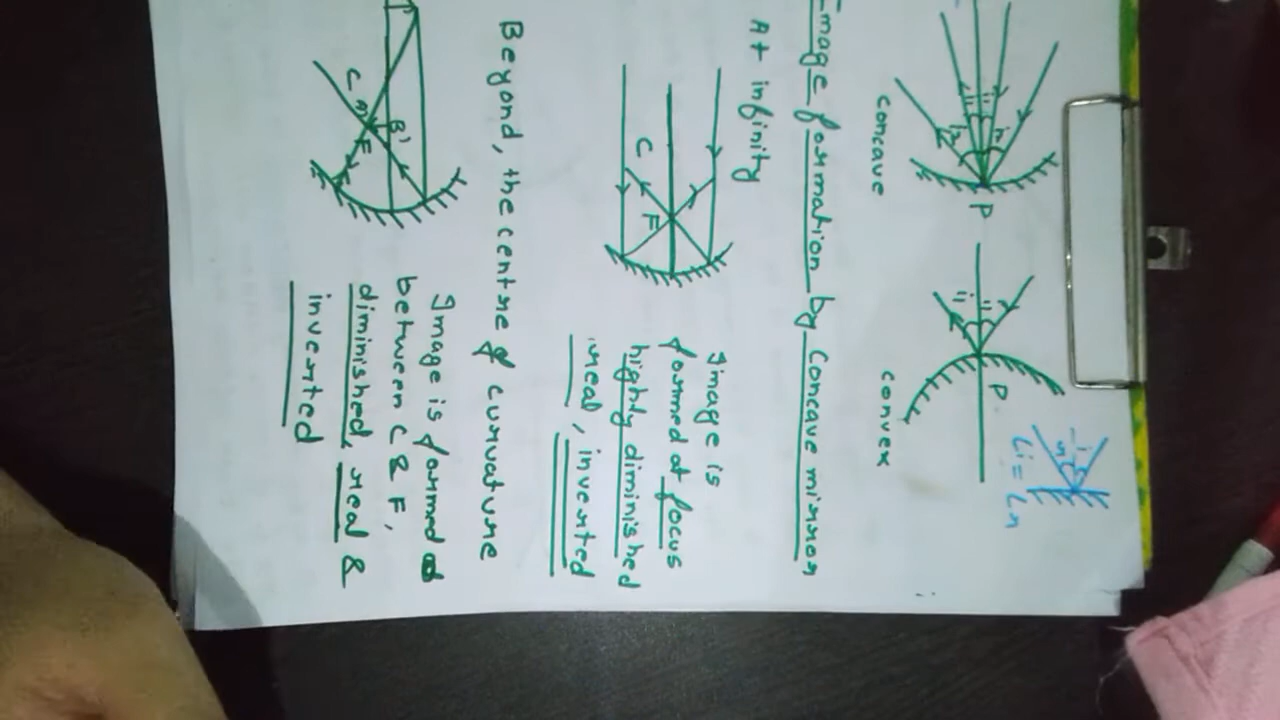 i r
∠i = ∠r
i i r r
P
i r
P
Concave
convex
Image formation by Concave mirror
At infinity
C
F
Image is
formed at focus
highly diminished
real, inverted
Beyond, the centre of curvature
C
B'
F
Image is formed
between C & F,
diminished, real &
inverted